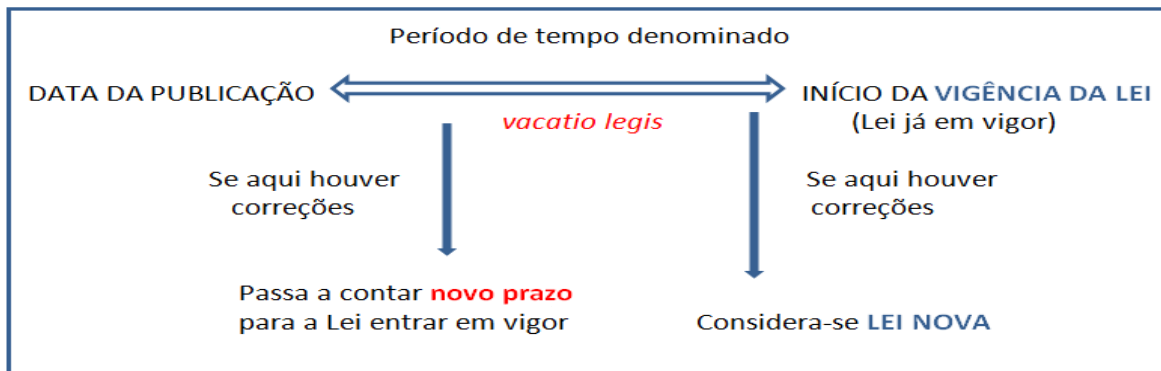 Período de tempo denominado
DATA DA PUBLICAÇÃO
INÍCIO DA VIGÊNCIA DA LEI
vacatio legis
(Lei já em vigor)
Se aqui houver
correções
Se aqui houver
correções
Passa a contar novo prazo
para a Lei entrar em vigor
Considera-se LEI NOVA